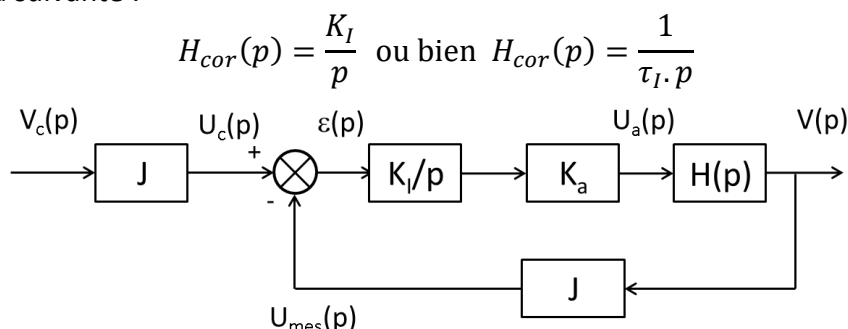 H_cor(p) = K_I / p ou bien H_cor(p) = 1 / τ_I . p
V_c(p) U_c(p) ε(p) U_a(p) V(p)
+
J K_I/p K_a H(p)
-
J
U_mes(p)